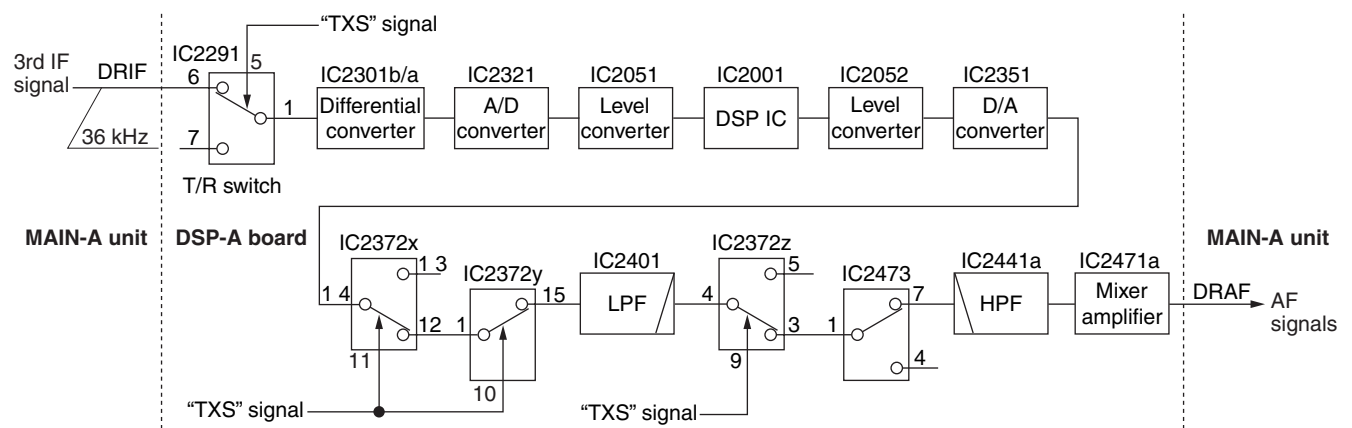 “TXS” signal
IC2291
5
3rd IF
signal
DRIF
6
1
7
36 kHz
T/R switch
IC2301b/a
Differential
converter
IC2321
A/D
converter
IC2051
Level
converter
IC2001
DSP IC
IC2052
Level
converter
IC2351
D/A
converter
MAIN-A unit
DSP-A board
MAIN-A unit
IC2372x
1 3
1 4
12
11
IC2372y
15
1
10
IC2401
LPF
IC2372z
5
4
3
9
IC2473
7
1
4
IC2441a
HPF
IC2471a
Mixer
amplifier
DRAF
AF
signals
“TXS” signal
“TXS” signal